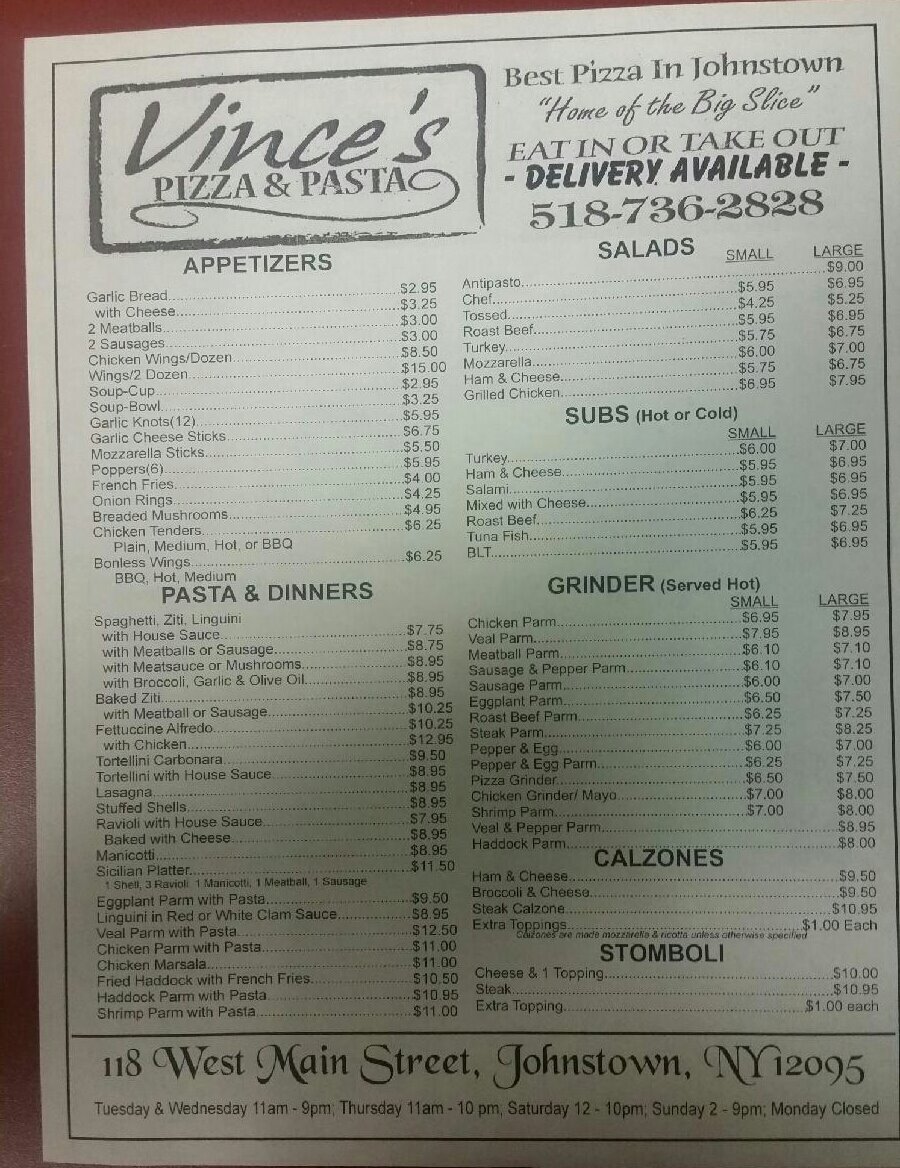 Vince's
PIZZA & PASTA
Best Pizza In Johnstown
"Home of the Big Slice"
EAT IN OR TAKE OUT
- DELIVERY AVAILABLE -
518-736-2828
APPETIZERS
Garlic Bread $2.95
with Cheese $3.25
2 Meatballs $3.00
2 Sausages $3.00
Chicken Wings/Dozen $8.50
Wings/2 Dozen $15.00
Soup-Cup $2.95
Soup-Bowl $3.25
Garlic Knots(12) $5.95
Garlic Cheese Sticks $6.75
Mozzarella Sticks $5.50
Poppers(6) $5.95
French Fries $4.00
Onion Rings $4.25
Breaded Mushrooms $4.95
Chicken Tenders $6.25
Plain, Medium, Hot, or BBQ
Bonless Wings $6.25
BBQ, Hot, Medium
PASTA & DINNERS
Spaghetti, Ziti, Linguini
with House Sauce $7.75
with Meatballs or Sausage $8.75
with Meatsauce or Mushrooms $8.95
with Broccoli, Garlic & Olive Oil $8.95
Baked Ziti $8.95
with Meatball or Sausage $10.25
Fettuccine Alfredo $10.25
with Chicken $12.95
Tortellini Carbonara $9.50
Tortellini with House Sauce $8.95
Lasagna $8.95
Stuffed Shells $8.95
Ravioli with House Sauce $7.95
Baked with Cheese $8.95
Manicotti $8.95
Sicilian Platter $11.50
1 Shell, 3 Ravioli 1 Manicotti, 1 Meatball, 1 Sausage
Eggplant Parm with Pasta $9.50
Linguini in Red or White Clam Sauce $8.95
Veal Parm with Pasta $12.50
Chicken Parm with Pasta $11.00
Chicken Marsala $11.00
Fried Haddock with French Fries $10.50
Haddock Parm with Pasta $10.95
Shrimp Parm with Pasta $11.00
SALADS SMALL LARGE
Antipasto $9.00
Chef $5.95 $6.95
Tossed $4.25 $5.25
Roast Beef $5.95 $6.95
Turkey $5.75 $6.75
Mozzarella $6.00 $7.00
Ham & Cheese $5.75 $6.75
Grilled Chicken $6.95 $7.95
SUBS (Hot or Cold)
SMALL LARGE
Turkey $6.00 $7.00
Ham & Cheese $5.95 $6.95
Salami $5.95 $6.95
Mixed with Cheese $5.95 $6.95
Roast Beef $6.25 $7.25
Tuna Fish $5.95 $6.95
BLT $5.95 $6.95
GRINDER (Served Hot)
SMALL LARGE
Chicken Parm $6.95 $7.95
Veal Parm $7.95 $8.95
Meatball Parm $6.10 $7.10
Sausage & Pepper Parm $6.10 $7.10
Sausage Parm $6.00 $7.00
Eggplant Parm $6.50 $7.50
Roast Beef Parm $6.25 $7.25
Steak Parm $7.25 $8.25
Pepper & Egg $6.00 $7.00
Pepper & Egg Parm $6.25 $7.25
Pizza Grinder $6.50 $7.50
Chicken Grinder/ Mayo $7.00 $8.00
Shrimp Parm $7.00 $8.00
Veal & Pepper Parm $8.95
Haddock Parm $8.00
CALZONES
Ham & Cheese $9.50
Broccoli & Cheese $9.50
Steak Calzone $10.95
Extra Toppings $1.00 Each
Calzones are made mozzarella & ricotta unless otherwise specified
STOMBOLI
Cheese & 1 Topping $10.00
Steak $10.95
Extra Topping $1.00 each
118 West Main Street, Johnstown, NY 12095
Tuesday & Wednesday 11am - 9pm; Thursday 11am - 10 pm, Saturday 12 - 10pm; Sunday 2 - 9pm; Monday Closed